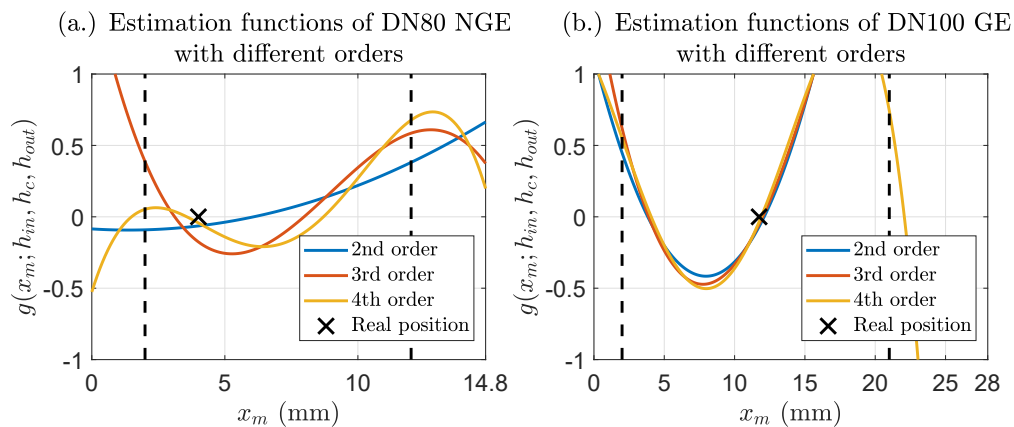 (a.) Estimation functions of DN80 NGE
with different orders
1
0.5
0
-0.5
-1
g(x_m; h_in, h_c, h_out)
2nd order
3rd order
4th order
Real position
0 5 10 14.8
x_m (mm)
(b.) Estimation functions of DN100 GE
with different orders
1
0.5
0
-0.5
-1
g(x_m; h_in, h_c, h_out)
2nd order
3rd order
4th order
Real position
0 5 10 15 21 25 28
x_m (mm)